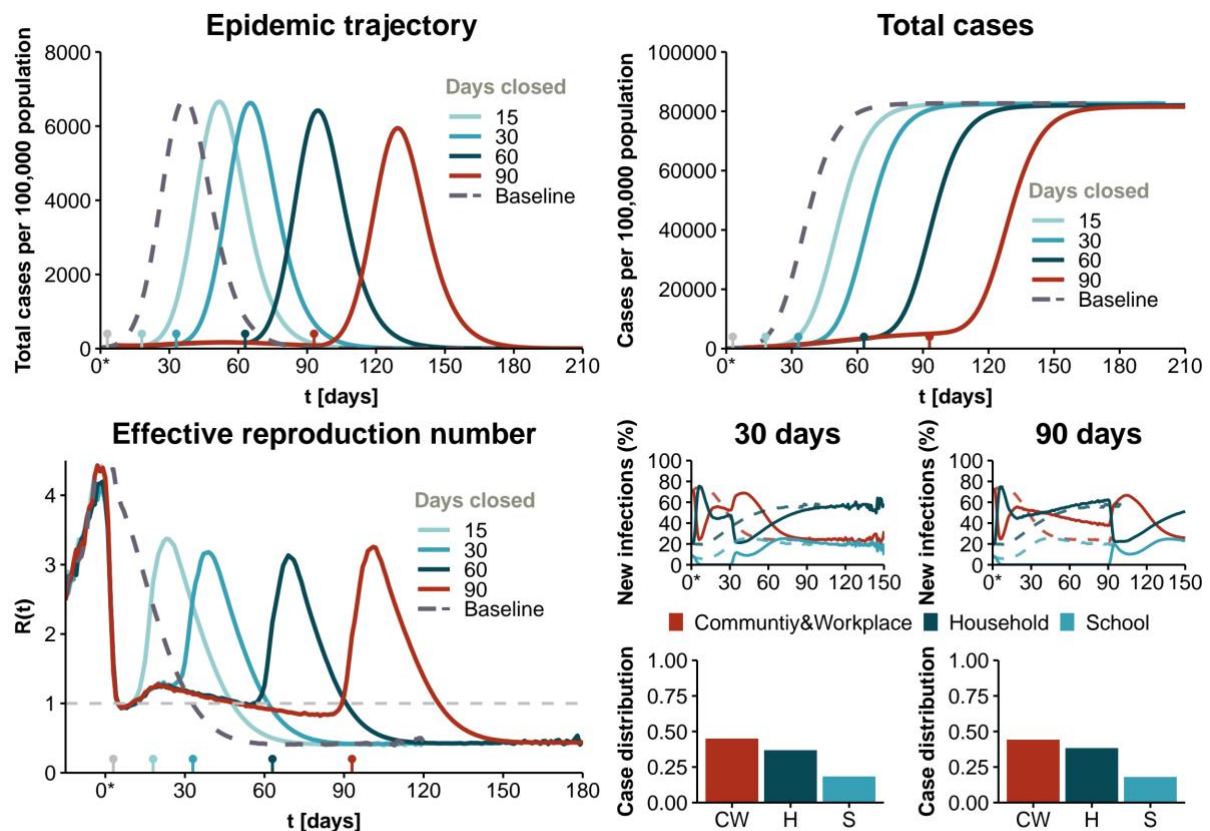 Epidemic trajectory
Total cases per 100,000 population
8000
6000
4000
2000
0
Days closed
15
30
60
90
Baseline
0* 30 60 90 120 150 180 210
t [days]
Total cases
Cases per 100,000 population
100000
80000
60000
40000
20000
0
Days closed
15
30
60
90
Baseline
0* 30 60 90 120 150 180 210
t [days]
Effective reproduction number
R(t)
4
3
2
1
0
Days closed
15
30
60
90
Baseline
0* 30 60 90 120 150 180
t [days]
30 days
New infections (%)
100
80
60
40
20
0
0* 30 60 90 120 150
90 days
New infections (%)
100
80
60
40
20
0
0* 30 60 90 120 150
Communtiy&Workplace Household School
Case distribution
1.00
0.75
0.50
0.25
0.00
CW H S
Case distribution
1.00
0.75
0.50
0.25
0.00
CW H S